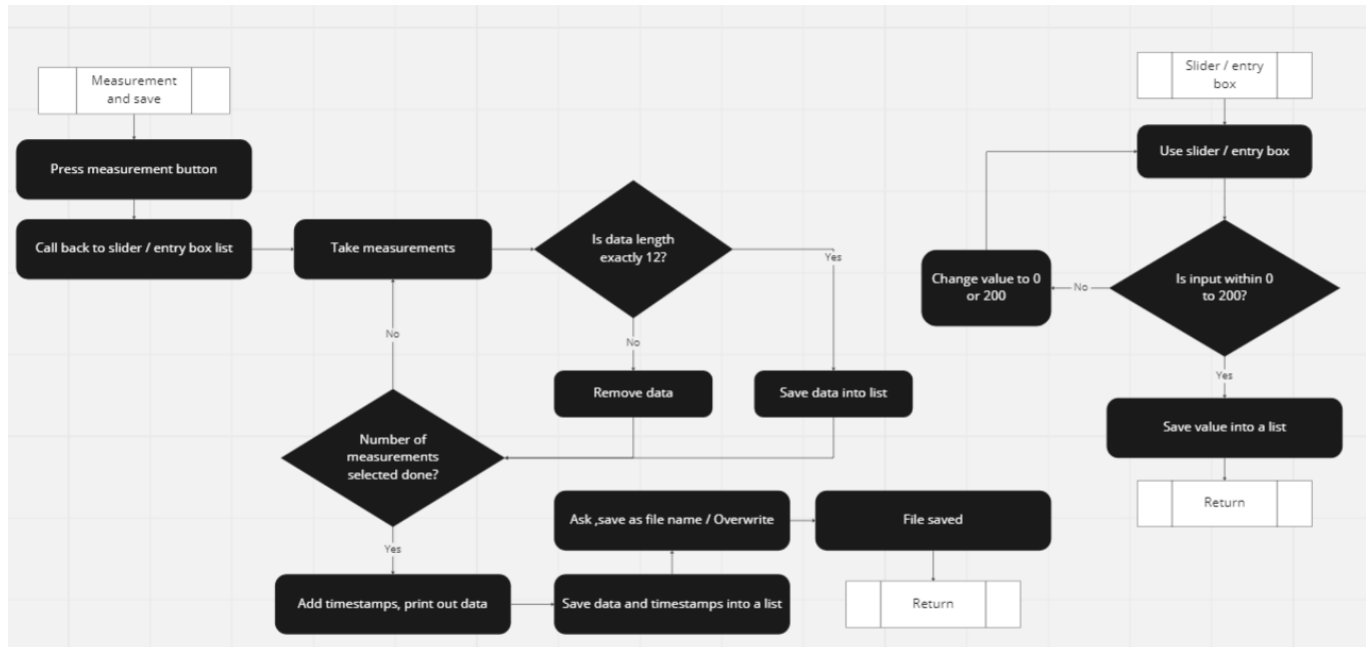 Measurement
and save
Press measurement button
Call back to slider / entry box list
Take measurements
Is data length
exactly 12?
Yes
No
Remove data
Save data into list
Number of
measurements
selected done?
No
Yes
Add timestamps, print out data
Save data and timestamps into a list
Ask ,save as file name / Overwrite
File saved
Return
Slider / entry
box
Use slider / entry box
Is input within 0
to 200?
No
Change value to 0
or 200
Yes
Save value into a list
Return